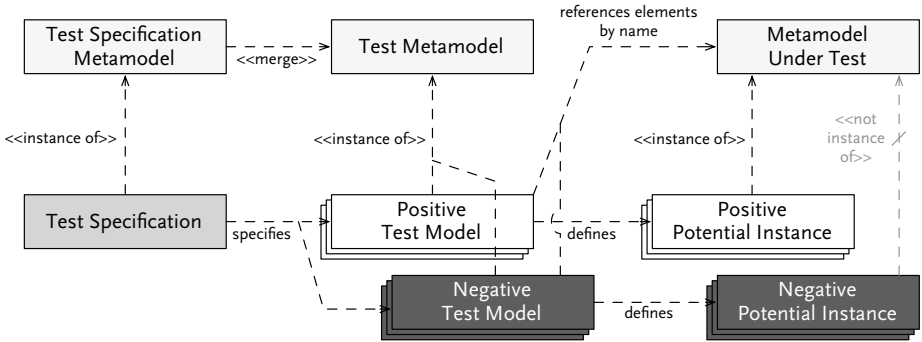 references elements
by name
Test Specification
Metamodel
<<merge>>
Test Metamodel
Metamodel
Under Test
<<instance of>>
<<instance of>>
<<instance of>>
<<not
instance
of>>
Test Specification
specifies
Positive
Test Model
defines
Positive
Potential Instance
Negative
Test Model
defines
Negative
Potential Instance